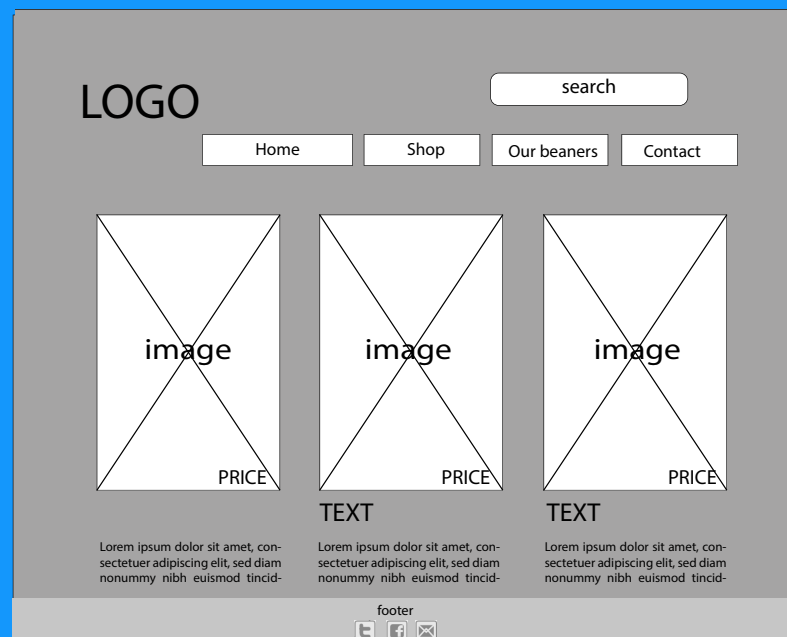 LOGO
search
Home
Shop
Our beaners
Contact
image
image
image
PRICE
PRICE
PRICE
TEXT
TEXT
Lorem ipsum dolor sit amet, con-
sectetuer adipiscing elit, sed diam
nonummy nibh euismod tincid-
Lorem ipsum dolor sit amet, con-
sectetuer adipiscing elit, sed diam
nonummy nibh euismod tincid-
Lorem ipsum dolor sit amet, con-
sectetuer adipiscing elit, sed diam
nonummy nibh euismod tincid-
footer